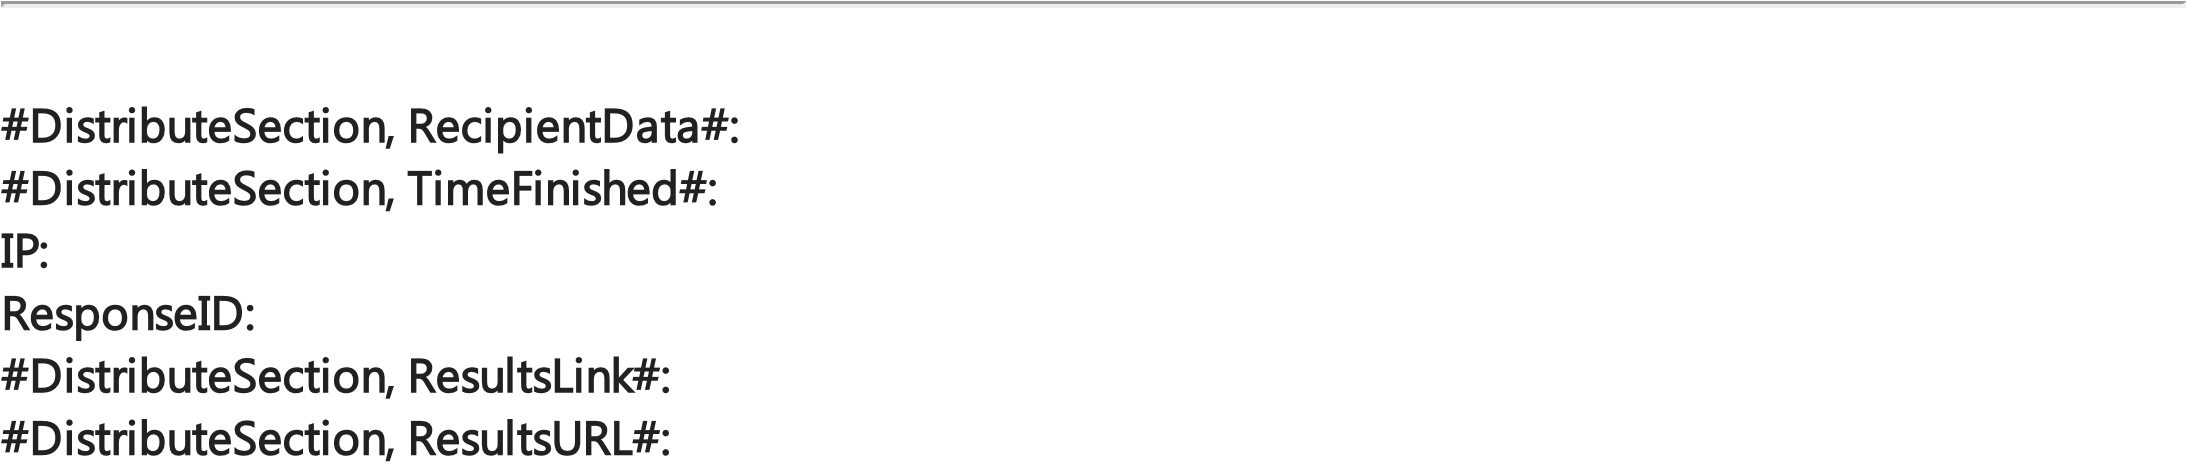 #DistributeSection, RecipientData#:
#DistributeSection, TimeFinished#:
IP:
ResponseID:
#DistributeSection, ResultsLink#:
#DistributeSection, ResultsURL#: